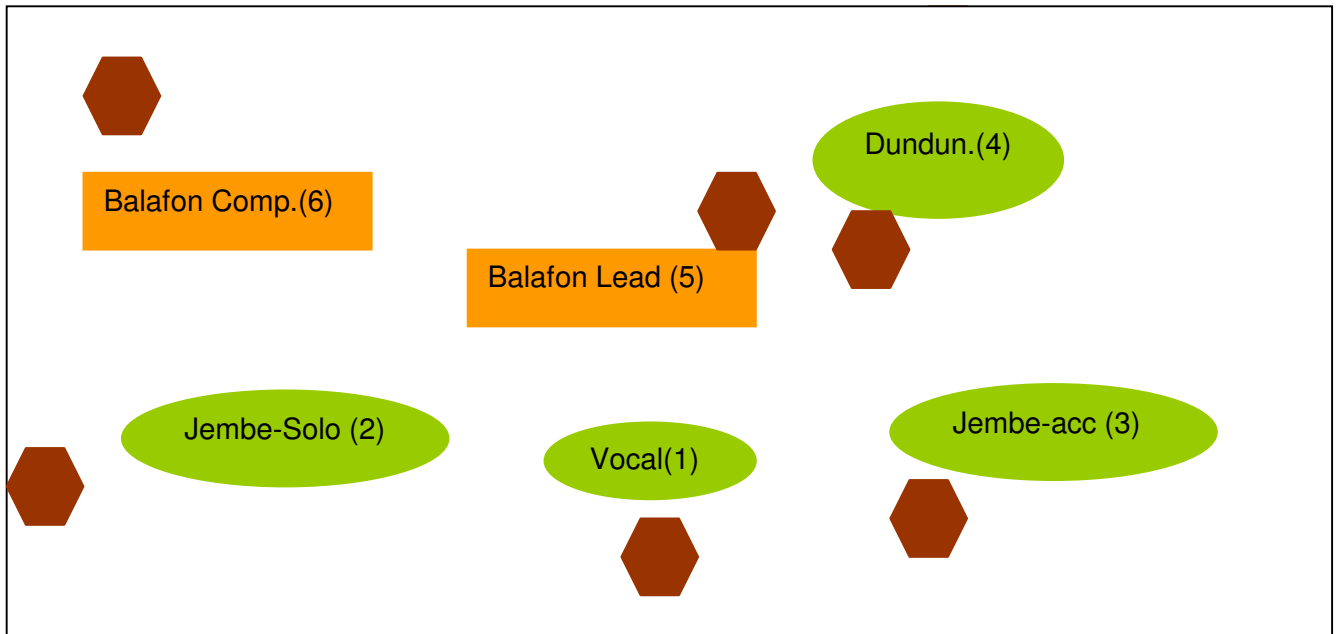 Dundun.(4)
Balafon Comp.(6)
Balafon Lead (5)
Jembe-Solo (2)
Vocal(1)
Jembe-acc (3)